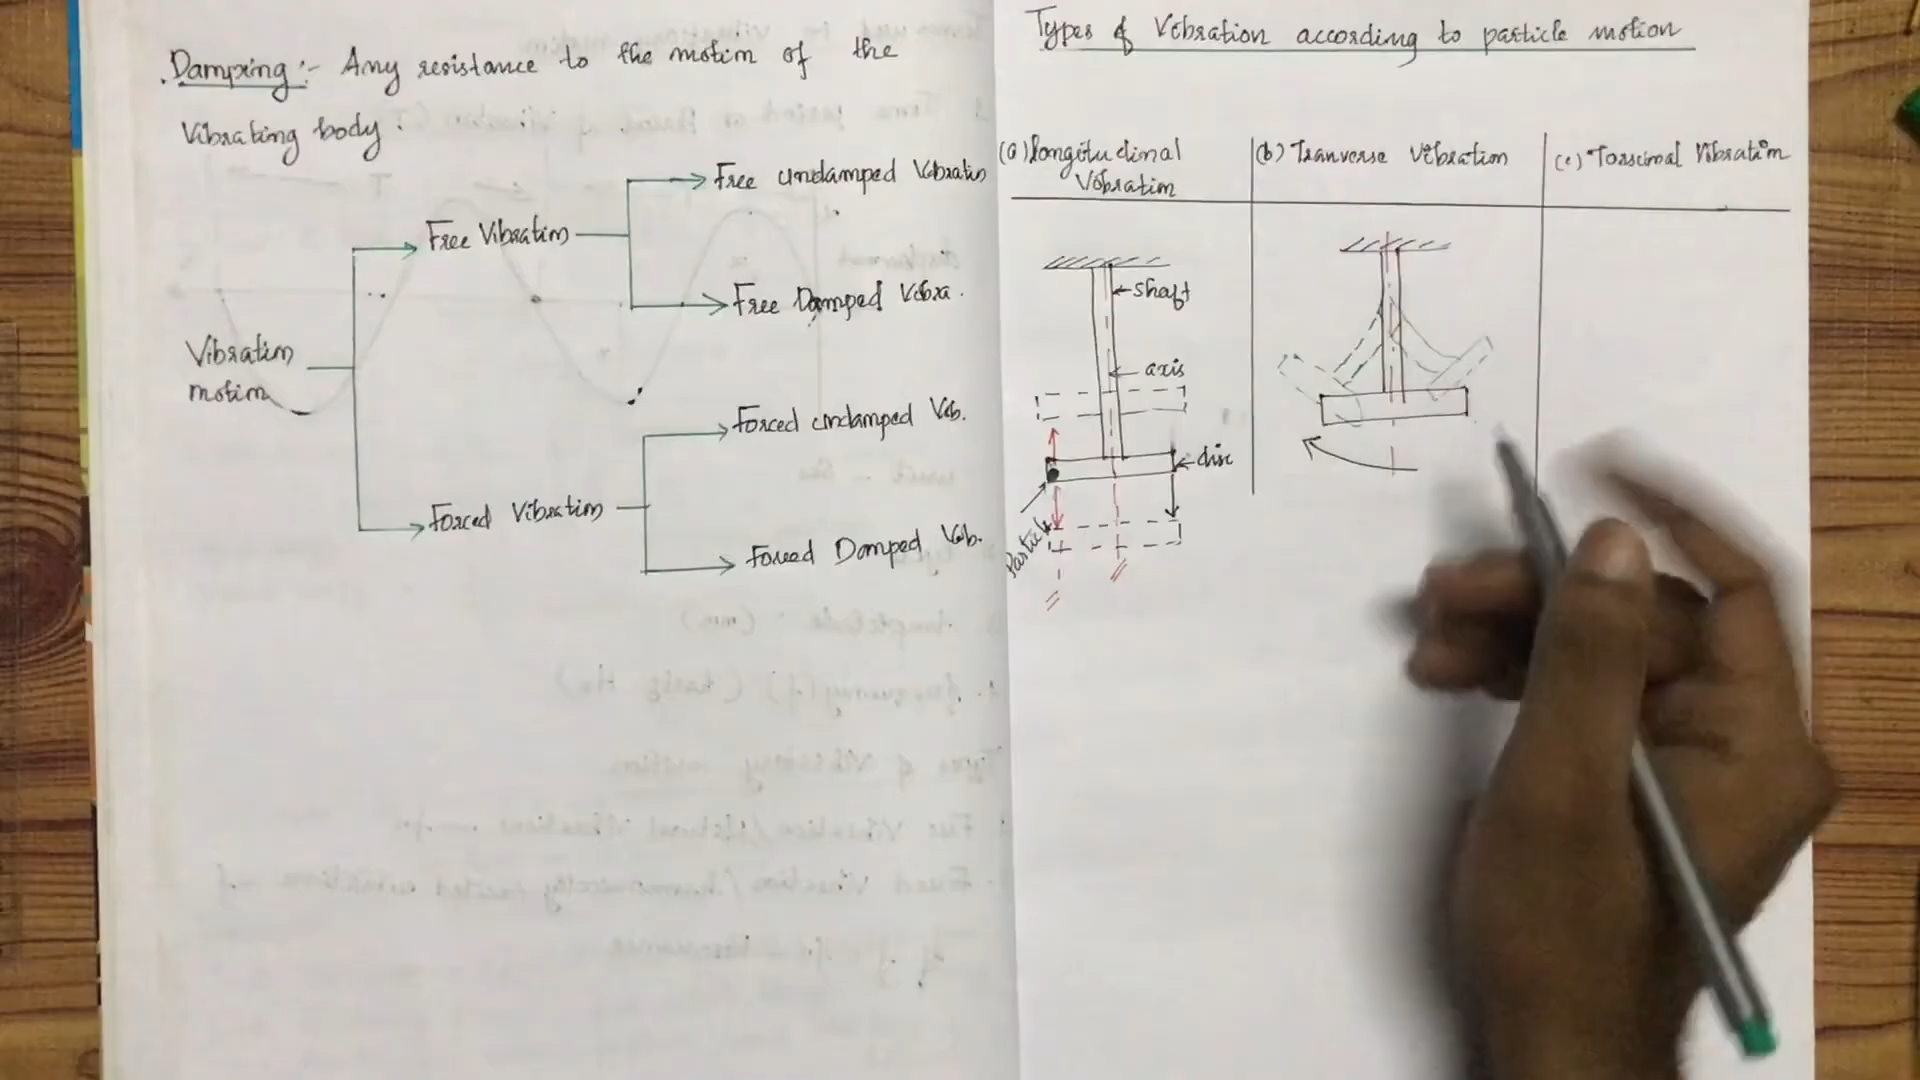 Damping :- Any resistance to the motion of the
Vibrating body.
Vibration
motion
Free Vibration
Free undamped Vibration
Free Damped Vibra.
Forced Vibration
Forced undamped Vib.
Forced Damped Vib.
Types of Vibration according to particle motion
(a) longitudinal
Vibration
(b) Tranverse Vibration
(c) Torsional Vibration
shaft
axis
disc
Particle